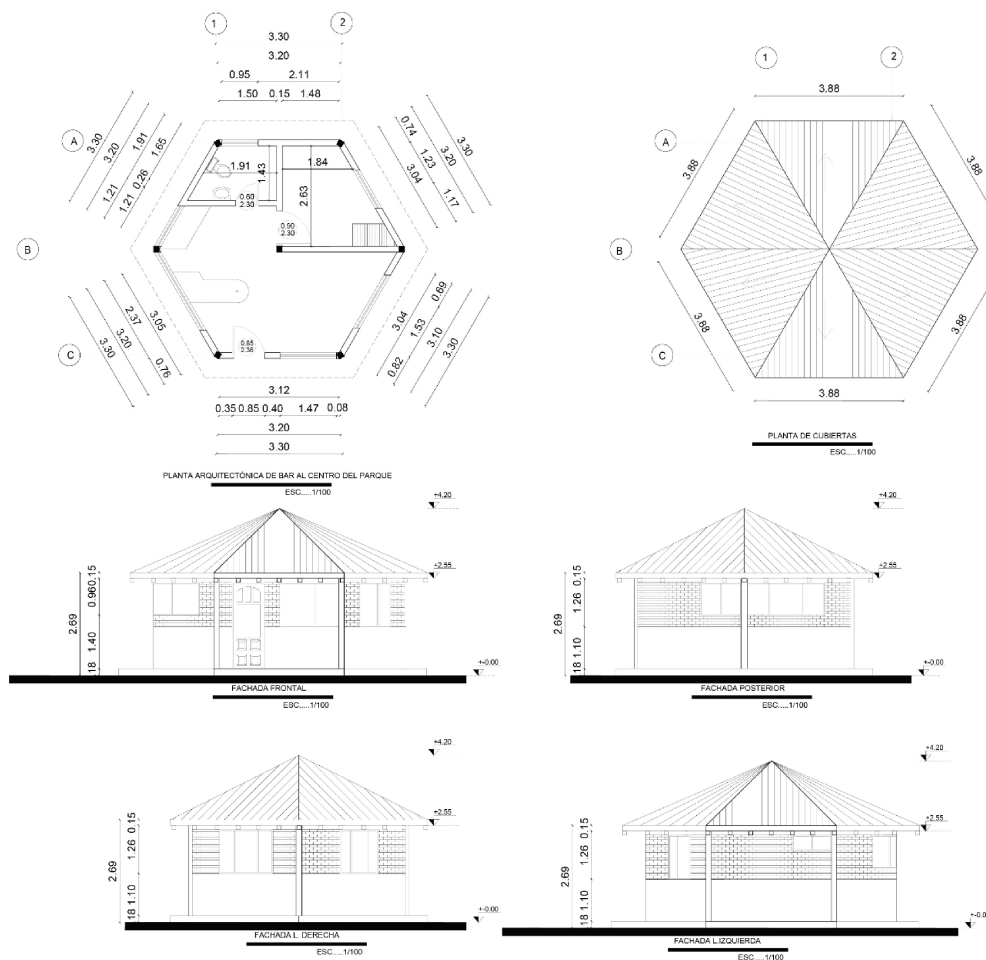 1 2
3.30
3.20
0.95 2.11
1.50 0.15 1.48
A
3.30
3.20
1.91 1.65
1.21 0.26
1.21
0.74
1.23 3.20 3.30
3.04 1.17
1.91 1.43 1.84
0.60
2.30
2.63
0.90
2.30
B
0.85
2.38
C
2.37 3.05
3.20
3.30 0.76
0.69
3.04 1.53
3.10
0.82 3.30
3.12
0.35 0.85 0.40 1.47 0.08
3.20
3.30
PLANTA ARQUITECTÓNICA DE BAR AL CENTRO DEL PARQUE
ESC.....1/100
1 2
3.88
A
3.88 3.88
B
3.88 3.88
C
3.88
PLANTA DE CUBIERTAS
ESC.....1/100
+4.20
+2.55
2.69
18 1.40 0.96 0.15
+-0.00
FACHADA FRONTAL
ESC.....1/100
+4.20
+2.55
2.69
18 1.10 1.26 0.15
+-0.00
FACHADA POSTERIOR
ESC.....1/100
+4.20
+2.55
2.69
18 1.10 1.26 0.15
+-0.00
FACHADA L. DERECHA
ESC.....1/100
+4.20
+2.55
2.69
18 1.10 1.26 0.15
+-0.0
FACHADA L.IZQUIERDA
ESC.....1/100